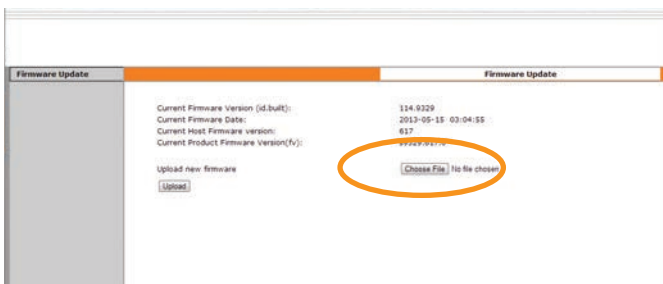 Firmware Update
Firmware Update
Current Firmware Version (id.built): 114.9329
Current Firmware Date: 2013-05-15 03:04:55
Current Host Firmware version: 617
Current Product Firmware Version(fv):
Upload new firmware Choose File No file chosen
Upload